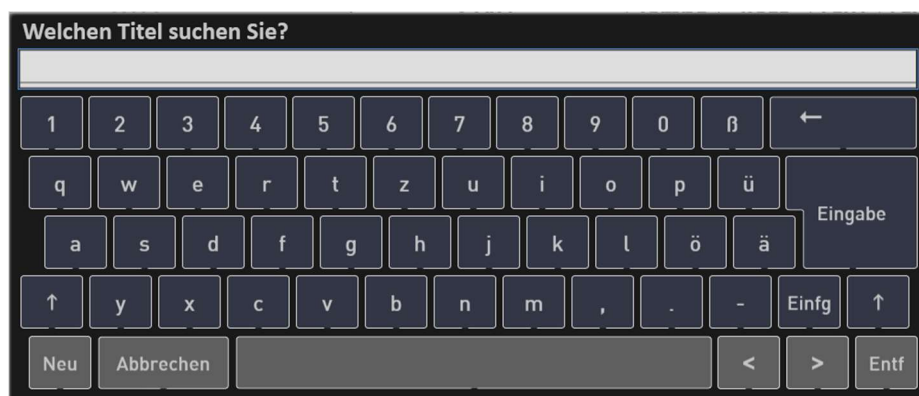 Welchen Titel suchen Sie?
1 2 3 4 5 6 7 8 9 0 ß ←
q w e r t z u i o p ü
Eingabe
a s d f g h j k l ö ä
↑ y x c v b n m , . - Einfg ↑
Neu Abbrechen < > Entf